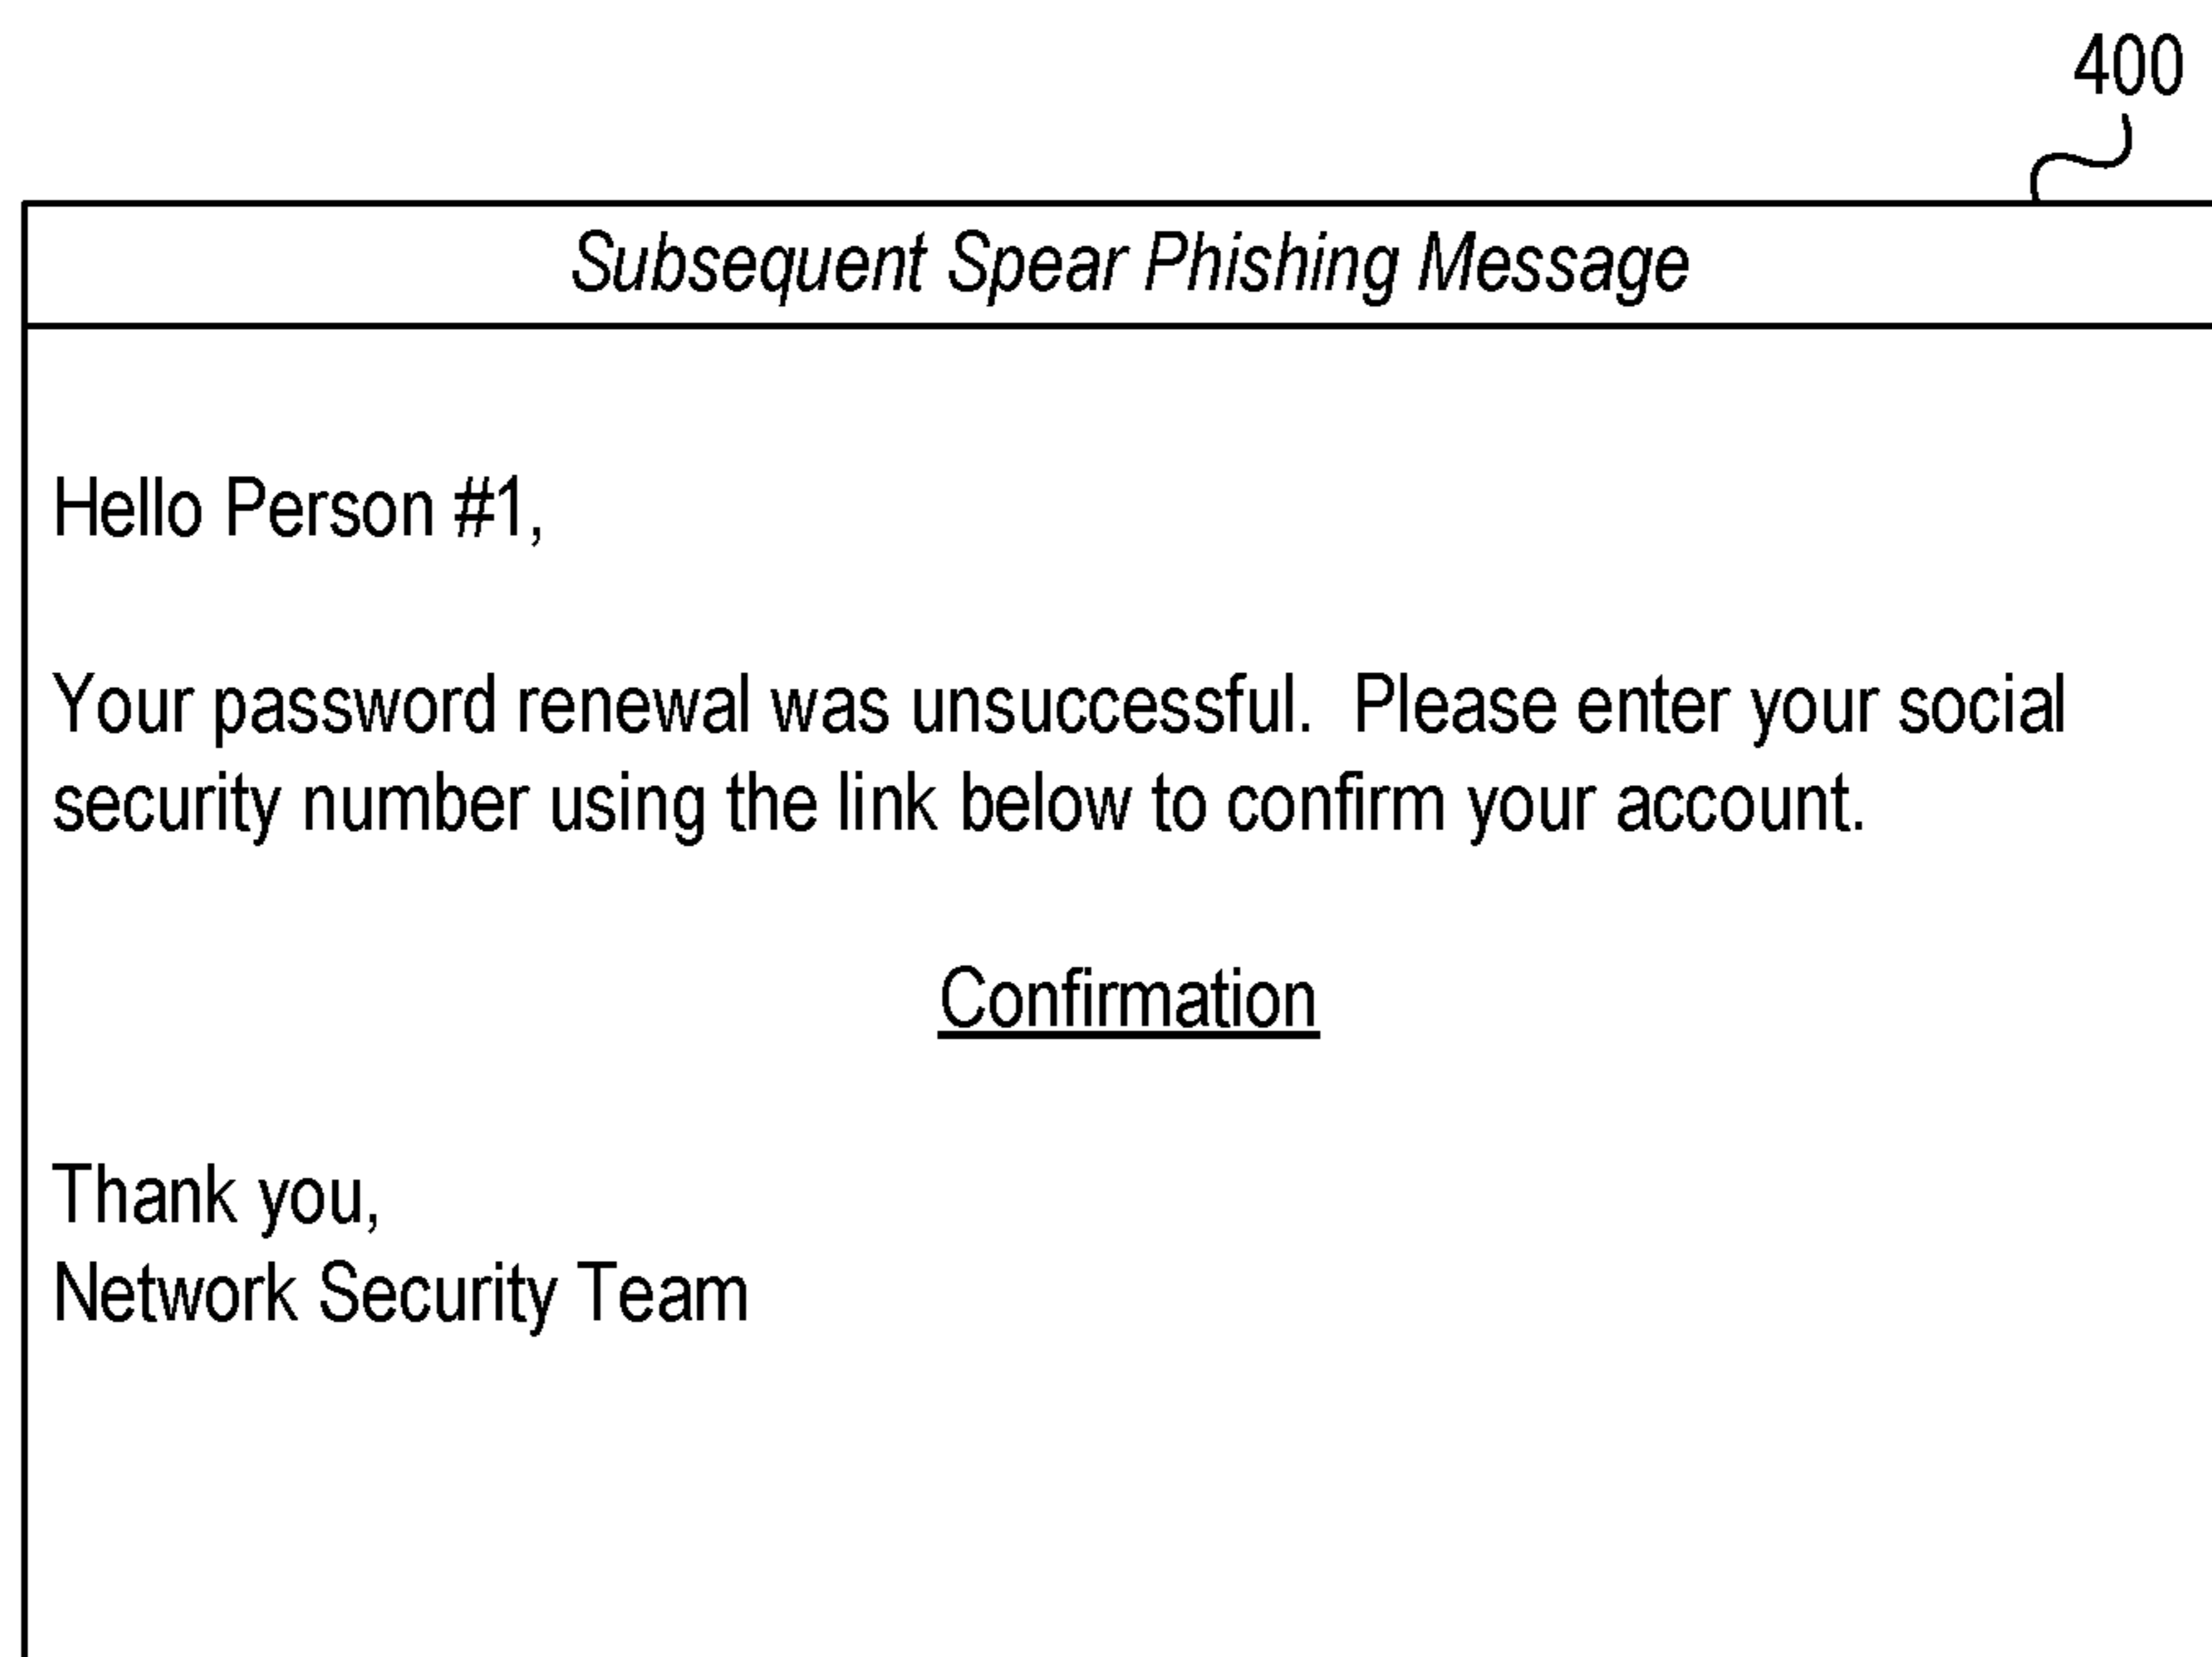 400
Subsequent Spear Phishing Message
Hello Person #1,
Your password renewal was unsuccessful.  Please enter your social
security number using the link below to confirm your account.
Confirmation
Thank you,
Network Security Team